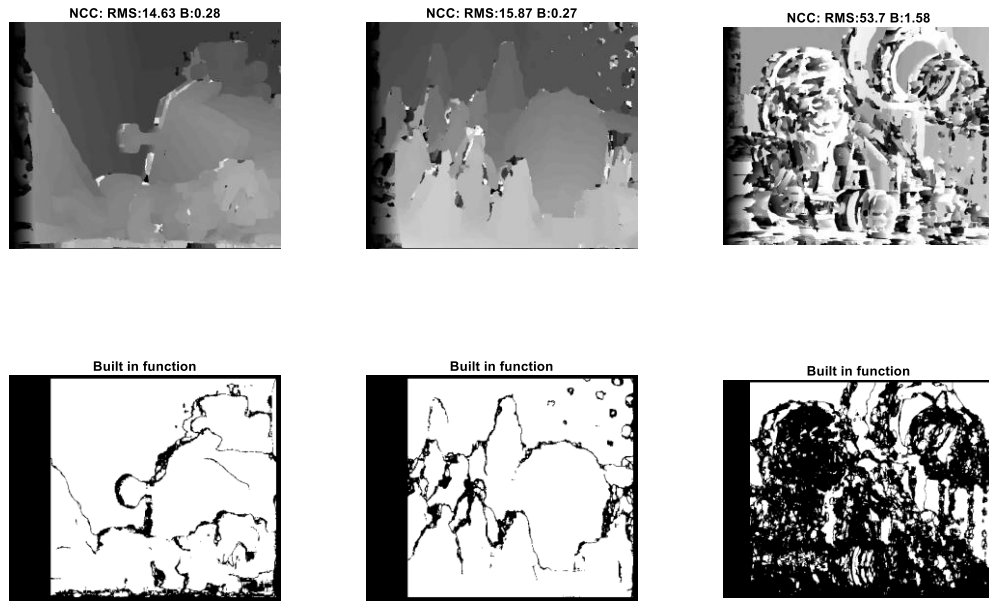 NCC: RMS:14.63 B:0.28
NCC: RMS:15.87 B:0.27
NCC: RMS:53.7 B:1.58
Built in function
Built in function
Built in function